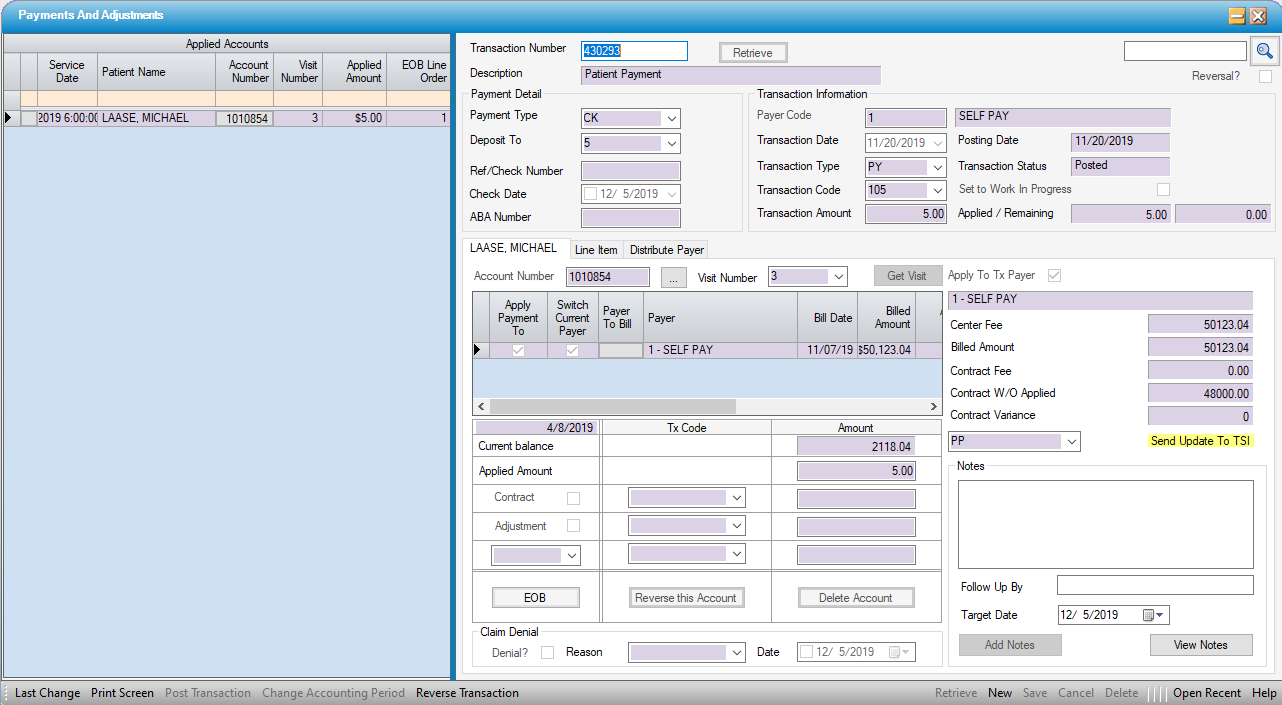 Payments And Adjustments
Applied Accounts
Service Date
Patient Name
Account Number
Visit Number
Applied Amount
EOB Line Order
2019 6:00:00
LAASE, MICHAEL
1010854
3
$5.00
1
Transaction Number
430293
Retrieve
Description
Patient Payment
Reversal?
Payment Detail
Payment Type
CK
Deposit To
5
Ref/Check Number
Check Date
12/ 5/2019
ABA Number
Transaction Information
Payer Code
1
SELF PAY
Transaction Date
11/20/2019
Posting Date
11/20/2019
Transaction Type
PY
Transaction Status
Posted
Transaction Code
105
Set to Work In Progress
Transaction Amount
5.00
Applied / Remaining
5.00
0.00
LAASE, MICHAEL
Line Item
Distribute Payer
Account Number
1010854
...
Visit Number
3
Get Visit
Apply To Tx Payer
Apply Payment To
Switch Current Payer
Payer To Bill
Payer
Bill Date
Billed Amount
1 - SELF PAY
11/07/19
$50,123.04
1 - SELF PAY
Center Fee
50123.04
Billed Amount
50123.04
Contract Fee
0.00
Contract W/O Applied
48000.00
Contract Variance
0
PP
Send Update To TSI
4/8/2019
Tx Code
Amount
Current balance
2118.04
Applied Amount
5.00
Contract
Adjustment
EOB
Reverse this Account
Delete Account
Claim Denial
Denial?
Reason
Date
12/ 5/2019
Notes
Follow Up By
Target Date
12/ 5/2019
Add Notes
View Notes
Last Change
Print Screen
Post Transaction
Change Accounting Period
Reverse Transaction
Retrieve
New
Save
Cancel
Delete
Open Recent
Help